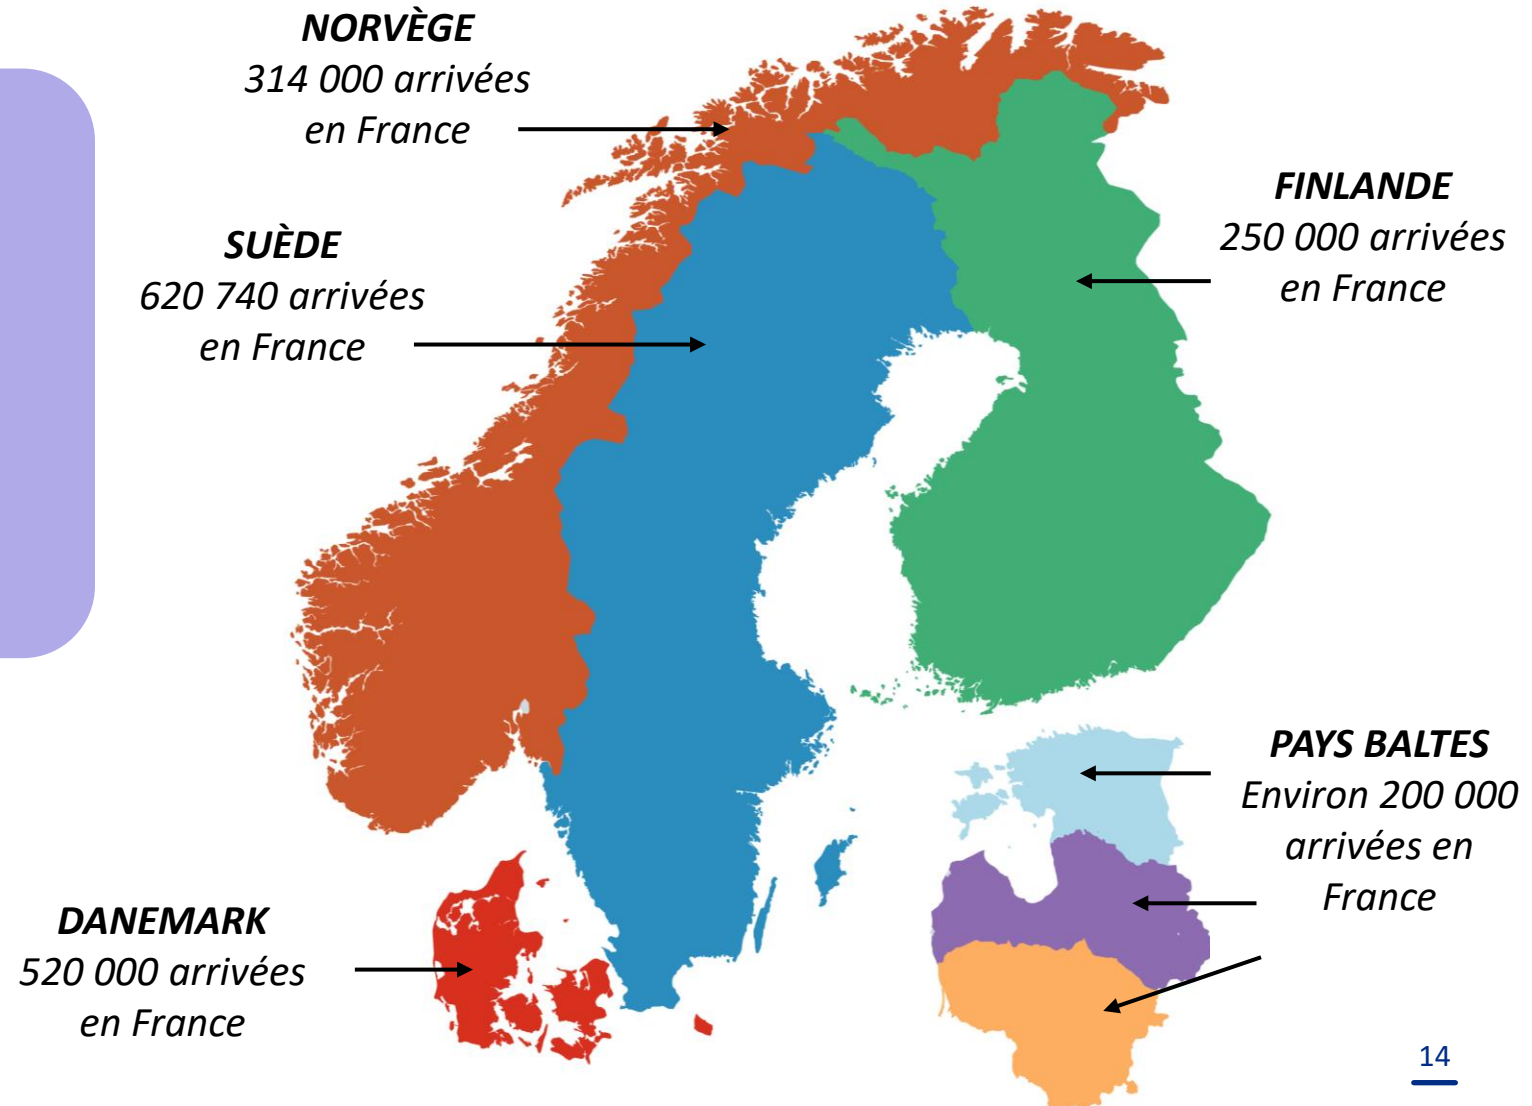 NORVÈGE
314 000 arrivées
en France
SUÈDE
620 740 arrivées
en France
FINLANDE
250 000 arrivées
en France
PAYS BALTES
Environ 200 000
arrivées en
France
DANEMARK
520 000 arrivées
en France
14